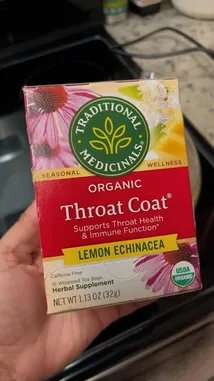 TRADITIONAL
MEDICINALS®
SEASONAL
WELLNESS
ORGANIC
Throat Coat®
Supports Throat Health
& Immune Function*
LEMON ECHINACEA
Caffeine Free
16 Wrapped Tea Bags
Herbal Supplement
NET WT 1.13 OZ (32g)
USDA
ORGANIC